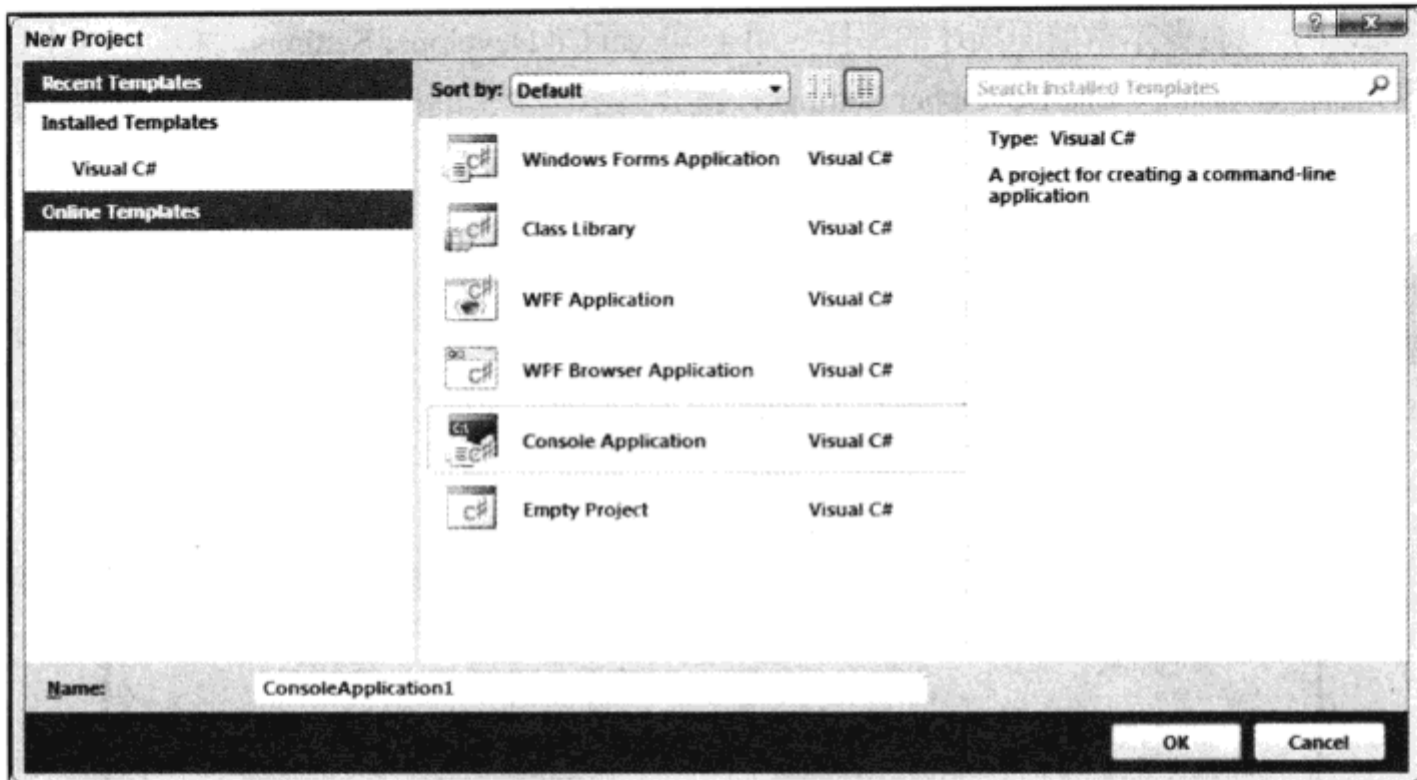 New Project
Recent Templates
Installed Templates
Visual C#
Online Templates
Sort by: Default
Search Installed Templates
Windows Forms Application Visual C#
Class Library Visual C#
WPF Application Visual C#
WPF Browser Application Visual C#
Console Application Visual C#
Empty Project Visual C#
Type: Visual C#
A project for creating a command-line
application
Name: ConsoleApplication1
OK Cancel